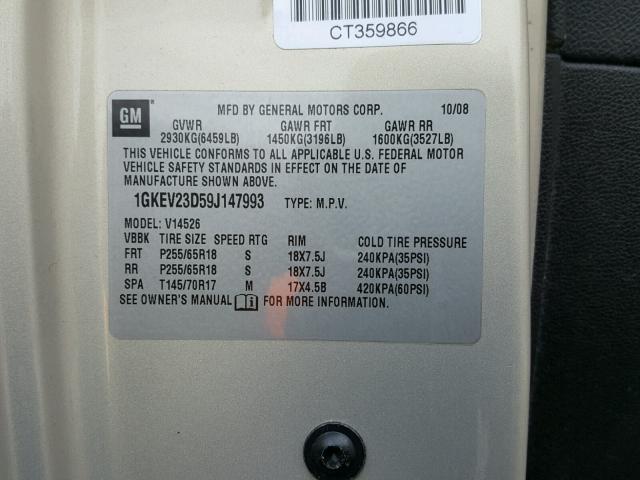 CT359866
GM
MFD BY GENERAL MOTORS CORP. 10/08
GVWR GAWR FRT GAWR RR
2930KG(6459LB) 1450KG(3196LB) 1600KG(3527LB)
THIS VEHICLE CONFORMS TO ALL APPLICABLE U.S. FEDERAL MOTOR
VEHICLE SAFETY STANDARDS IN EFFECT ON THE DATE OF
MANUFACTURE SHOWN ABOVE.
1GKEV23D59J147993 TYPE: M.P.V.
MODEL: V14526
VBBK TIRE SIZE SPEED RTG RIM COLD TIRE PRESSURE
FRT P255/65R18 S 18X7.5J 240KPA(35PSI)
RR P255/65R18 S 18X7.5J 240KPA(35PSI)
SPA T145/70R17 M 17X4.5B 420KPA(60PSI)
SEE OWNER'S MANUAL FOR MORE INFORMATION.